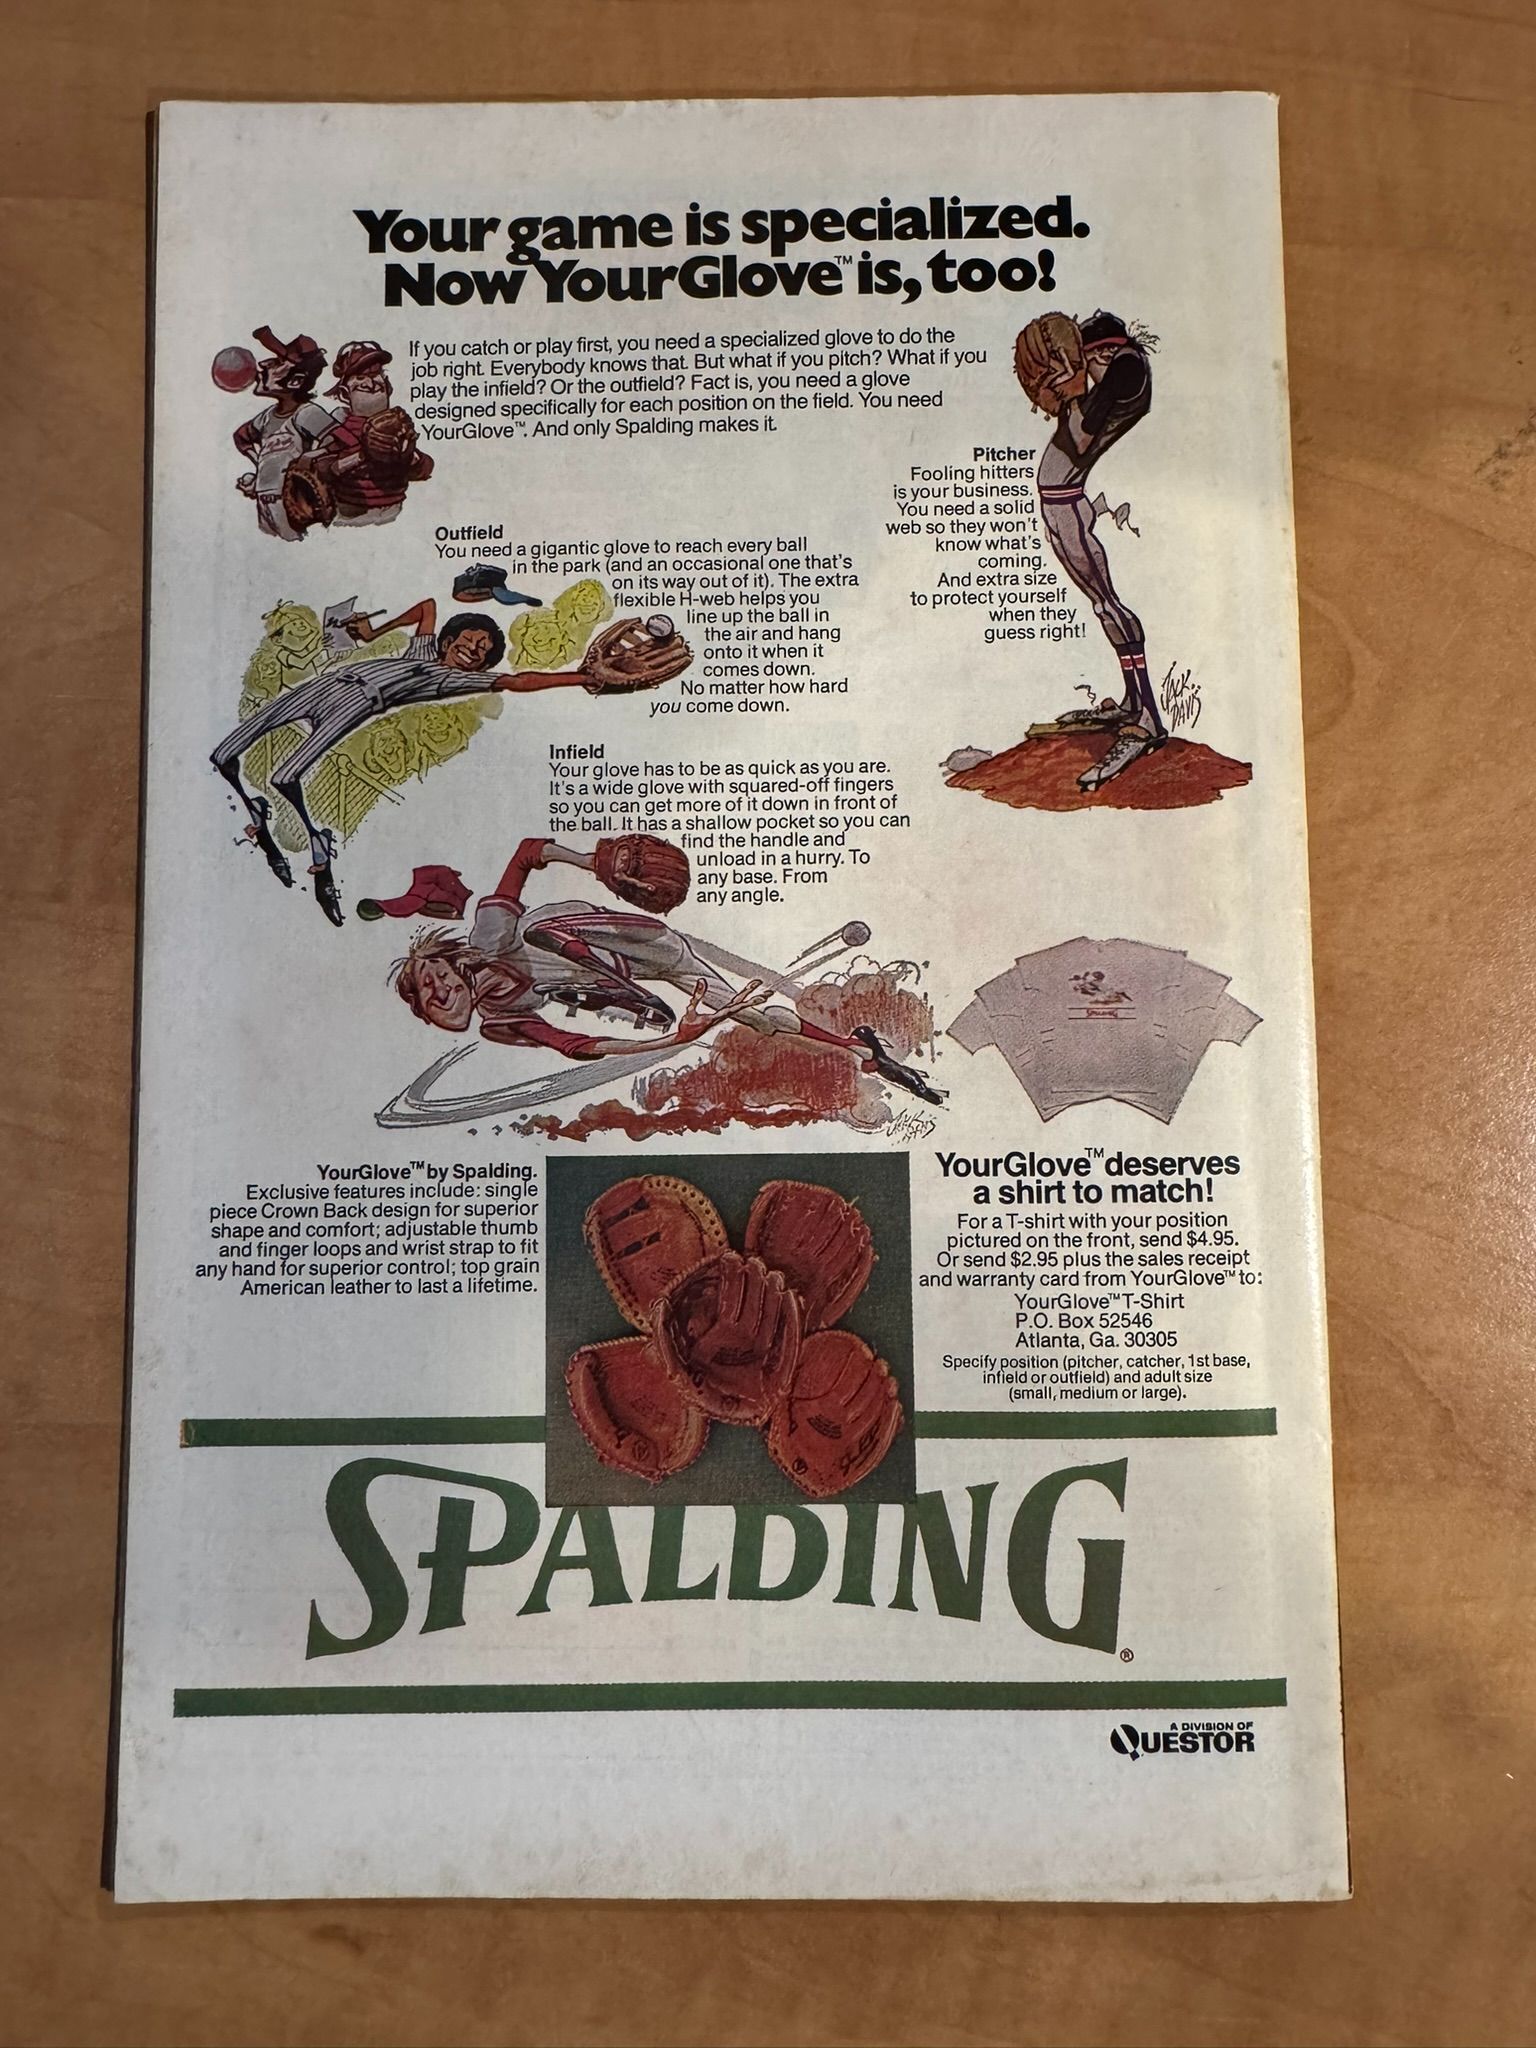 Your game is specialized.
Now YourGlove™ is, too!
If you catch or play first, you need a specialized glove to do the
job right. Everybody knows that. But what if you pitch? What if you
play the infield? Or the outfield? Fact is, you need a glove
designed specifically for each position on the field. You need
YourGlove™. And only Spalding makes it.
Pitcher
Fooling hitters
is your business.
You need a solid
web so they won't
know what's
coming.
And extra size
to protect yourself
when they
guess right!
Outfield
You need a gigantic glove to reach every ball
in the park (and an occasional one that's
on its way out of it). The extra
flexible H-web helps you
line up the ball in
the air and hang
onto it when it
comes down.
No matter how hard
you come down.
JACK
DAVIS
Infield
Your glove has to be as quick as you are.
It's a wide glove with squared-off fingers
so you can get more of it down in front of
the ball. It has a shallow pocket so you can
find the handle and
unload in a hurry. To
any base. From
any angle.
SPALDING
YourGlove™ by Spalding.
Exclusive features include: single
piece Crown Back design for superior
shape and comfort; adjustable thumb
and finger loops and wrist strap to fit
any hand for superior control; top grain
American leather to last a lifetime.
YourGlove™ deserves
a shirt to match!
For a T-shirt with your position
pictured on the front, send $4.95.
Or send $2.95 plus the sales receipt
and warranty card from YourGlove™ to:
YourGlove™ T-Shirt
P.O. Box 52546
Atlanta, Ga. 30305
Specify position (pitcher, catcher, 1st base,
infield or outfield) and adult size
(small, medium or large).
SPALDING®
A DIVISION OF
QUESTOR